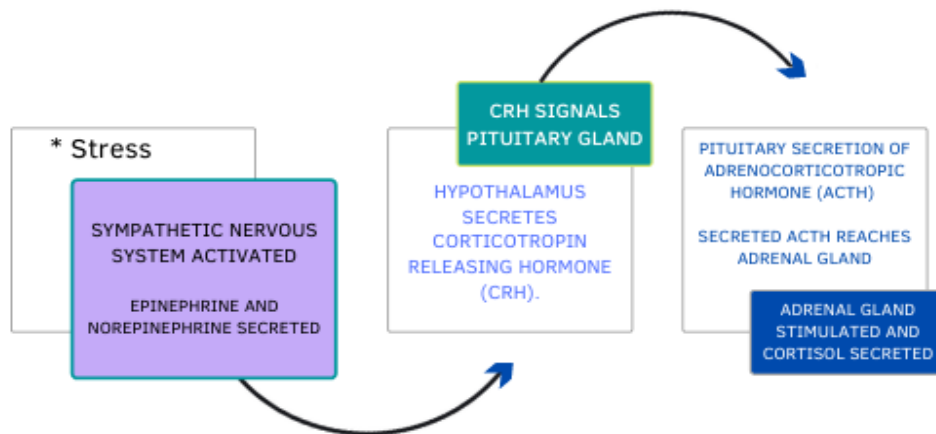 * Stress
SYMPATHETIC NERVOUS
SYSTEM ACTIVATED
EPINEPHRINE AND
NOREPINEPHRINE SECRETED
CRH SIGNALS
PITUITARY GLAND
HYPOTHALAMUS
SECRETES
CORTICOTROPIN
RELEASING HORMONE
(CRH).
PITUITARY SECRETION OF
ADRENOCORTICOTROPIC
HORMONE (ACTH)
SECRETED ACTH REACHES
ADRENAL GLAND
ADRENAL GLAND
STIMULATED AND
CORTISOL SECRETED